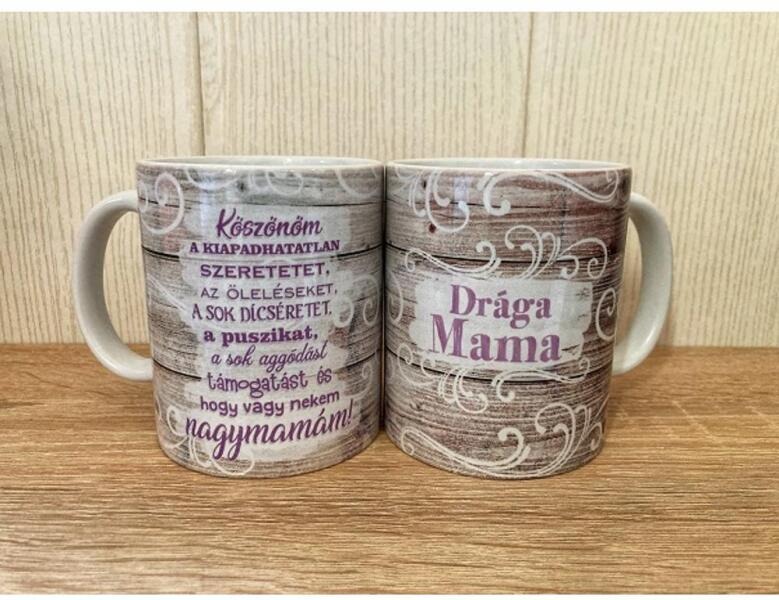 Köszönöm
A KIAPADHATATLAN
SZERETETET,
AZ ÖLELÉSEKET,
A SOK DÍCSÉRETET,
a puszikat,
a sok aggódást
támogatást és
hogy vagy nekem
nagymamám!
Drága
Mama